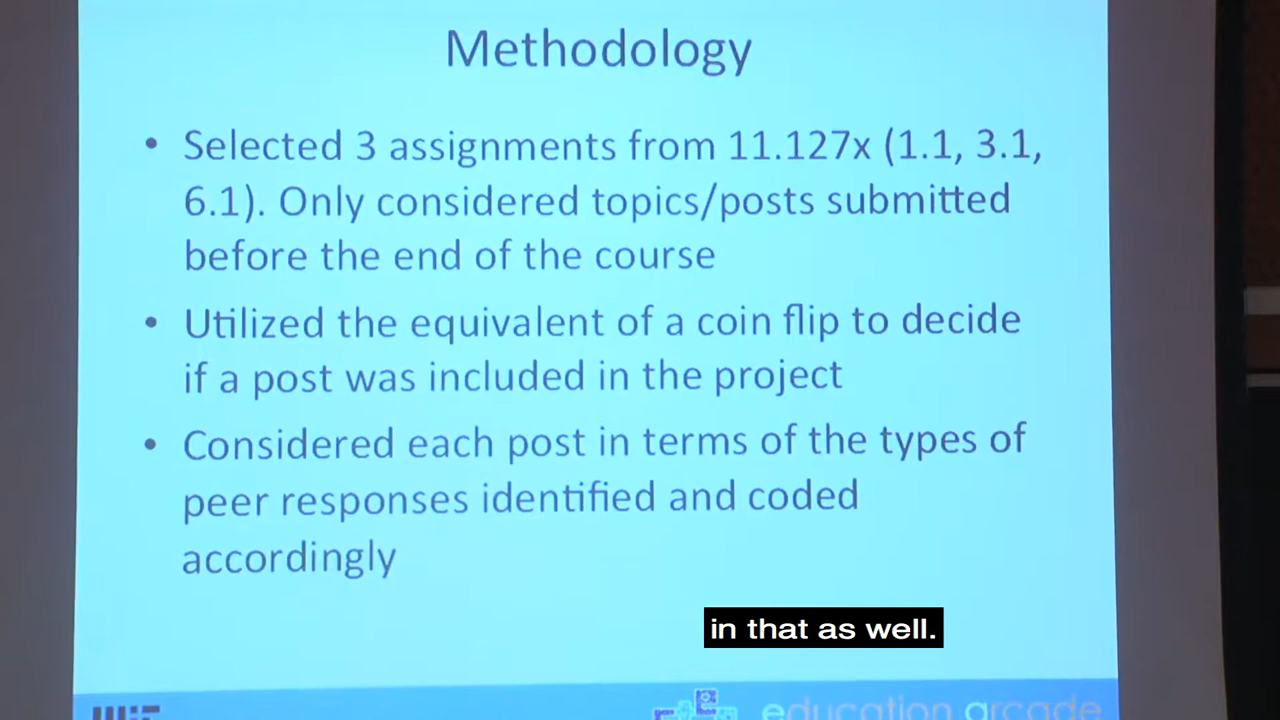 Methodology
• Selected 3 assignments from 11.127x (1.1, 3.1,
6.1). Only considered topics/posts submitted
before the end of the course
• Utilized the equivalent of a coin flip to decide
if a post was included in the project
• Considered each post in terms of the types of
peer responses identified and coded
accordingly
in that as well.
MIT
education arcade